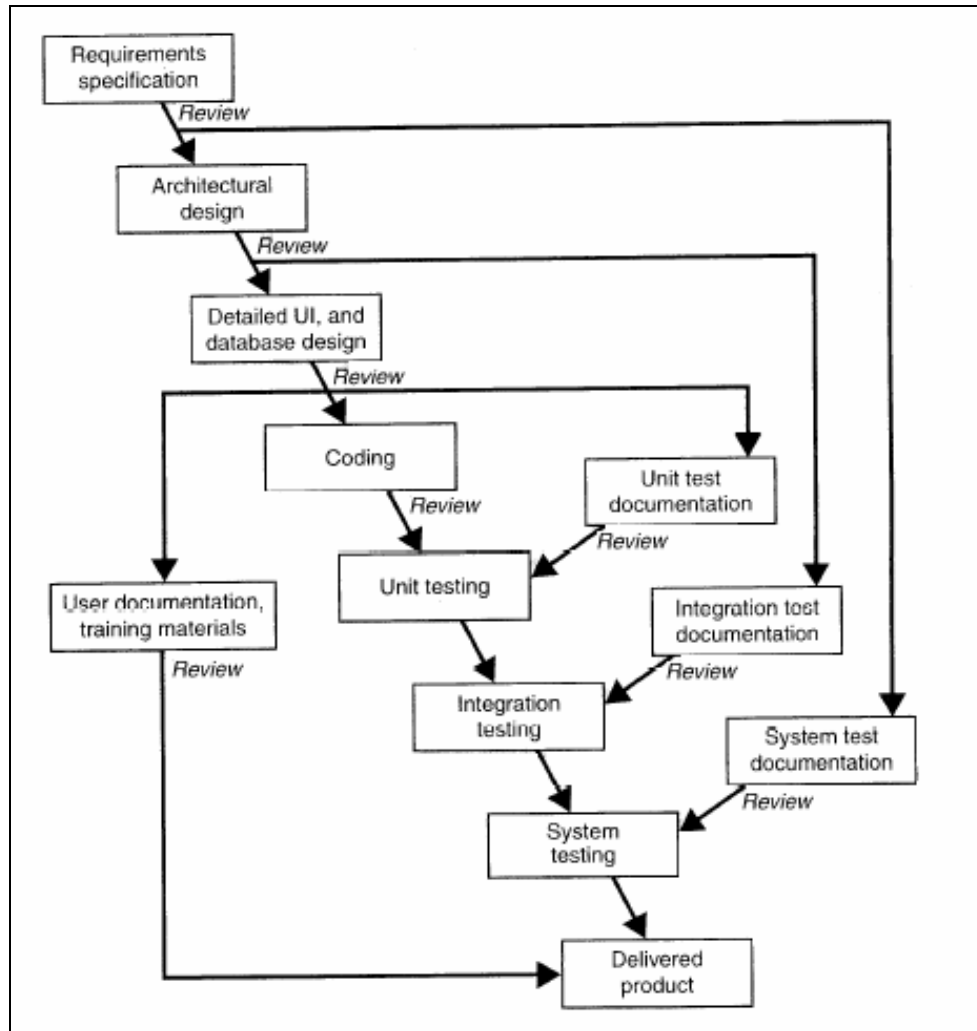 Requirements
specification
Review
Architectural
design
Review
Detailed UI, and
database design
Review
Coding
Review
Unit test
documentation
Review
Unit testing
User documentation,
training materials
Review
Integration test
documentation
Review
Integration
testing
System test
documentation
Review
System
testing
Delivered
product